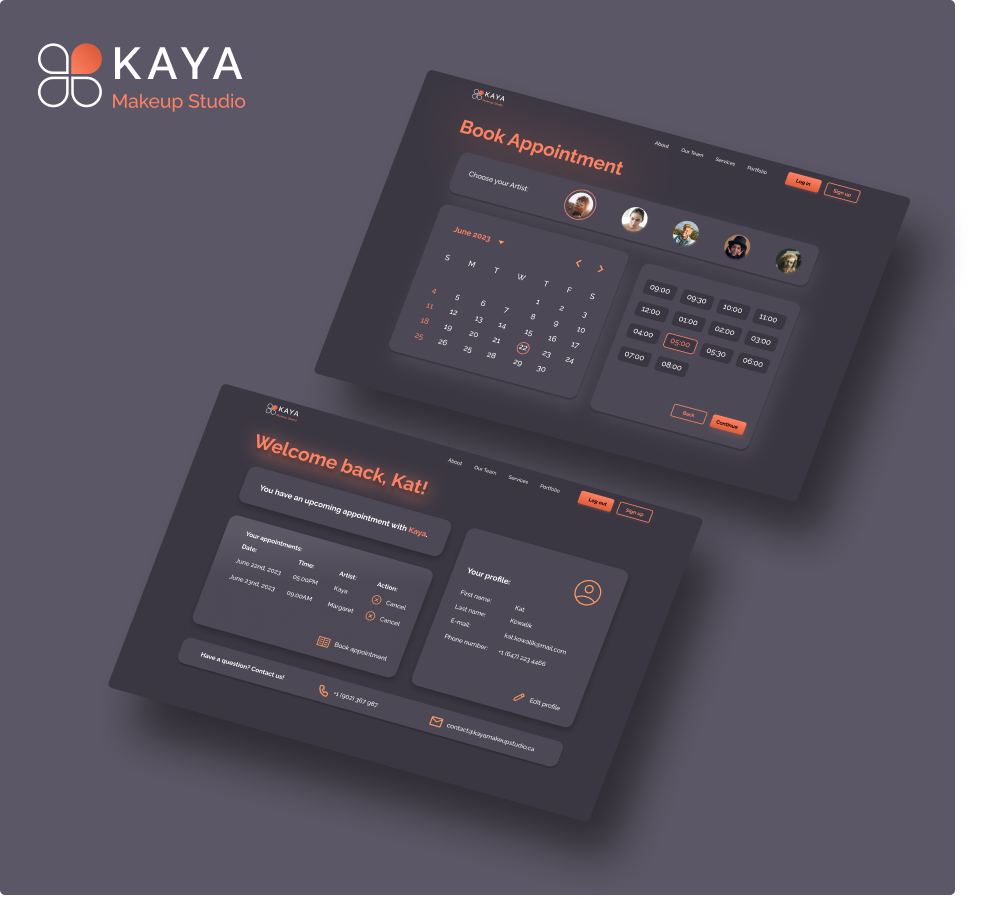 KAYA
Makeup Studio
KAYA
Makeup Studio
About Our Team Services Portfolio Log in Sign up
Book Appointment
Choose your Artist:
June 2023
S M T W T F S
1 2 3
4 5 6 7 8 9 10
11 12 13 14 15 16 17
18 19 20 21 22 23 24
25 26 25 28 29 30
09:00 09:30 10:00 11:00
12:00 01:00 02:00 03:00
04:00 05:00 05:30 06:00
07:00 08:00
Back Continue
KAYA
Makeup Studio
About Our Team Services Portfolio Log out Sign up
Welcome back, Kat!
You have an upcoming appointment with Kaya.
Your appointments:
Date: Time: Artist: Action:
June 22nd, 2023 05:00PM Kaya Cancel
June 23nd, 2023 09:00AM Margaret Cancel
Book appointment
Your profile:
First name: Kat
Last name: Kowalik
E-mail: kat.kowalik@mail.com
Phone number: +1 (647) 223 4466
Edit profile
Have a question? Contact us! +1 (902) 367 987 contact@kayamakeupstudio.ca